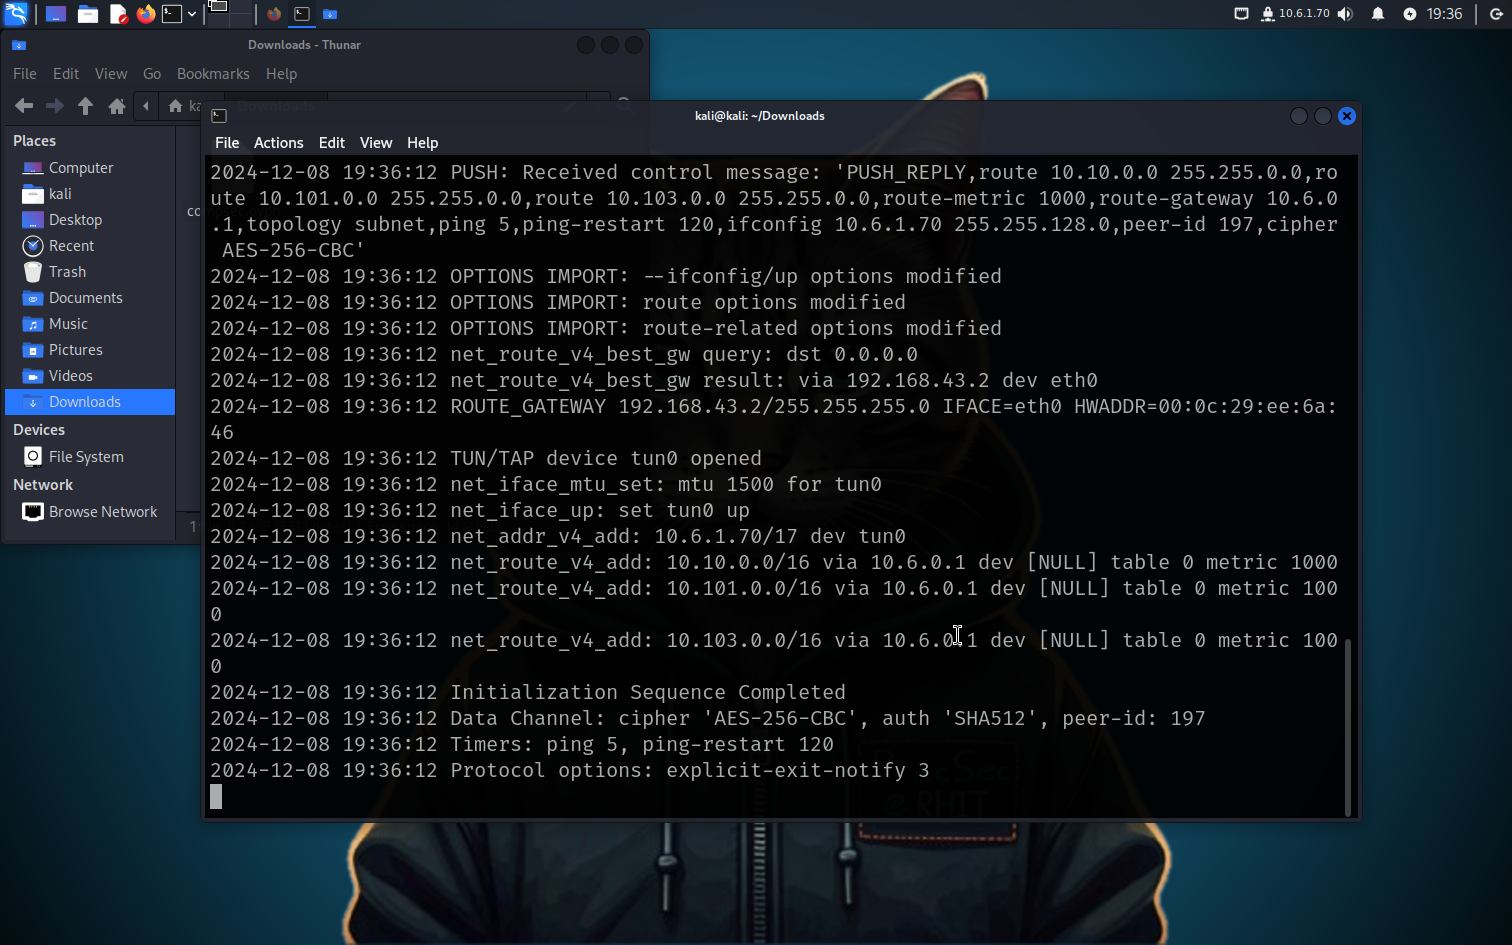 10.6.1.70
19:36
Downloads - Thunar
File Edit View Go Bookmarks Help
Places
Computer
kali
Desktop
Recent
Trash
Documents
Music
Pictures
Videos
Downloads
Devices
File System
Network
Browse Network
kali@kali: ~/Downloads
File Actions Edit View Help
2024-12-08 19:36:12 PUSH: Received control message: 'PUSH_REPLY,route 10.10.0.0 255.255.0.0,ro
ute 10.101.0.0 255.255.0.0,route 10.103.0.0 255.255.0.0,route-metric 1000,route-gateway 10.6.0
.1,topology subnet,ping 5,ping-restart 120,ifconfig 10.6.1.70 255.255.128.0,peer-id 197,cipher
AES-256-CBC'
2024-12-08 19:36:12 OPTIONS IMPORT: --ifconfig/up options modified
2024-12-08 19:36:12 OPTIONS IMPORT: route options modified
2024-12-08 19:36:12 OPTIONS IMPORT: route-related options modified
2024-12-08 19:36:12 net_route_v4_best_gw query: dst 0.0.0.0
2024-12-08 19:36:12 net_route_v4_best_gw result: via 192.168.43.2 dev eth0
2024-12-08 19:36:12 ROUTE_GATEWAY 192.168.43.2/255.255.255.0 IFACE=eth0 HWADDR=00:0c:29:ee:6a:
46
2024-12-08 19:36:12 TUN/TAP device tun0 opened
2024-12-08 19:36:12 net_iface_mtu_set: mtu 1500 for tun0
2024-12-08 19:36:12 net_iface_up: set tun0 up
2024-12-08 19:36:12 net_addr_v4_add: 10.6.1.70/17 dev tun0
2024-12-08 19:36:12 net_route_v4_add: 10.10.0.0/16 via 10.6.0.1 dev [NULL] table 0 metric 1000
2024-12-08 19:36:12 net_route_v4_add: 10.101.0.0/16 via 10.6.0.1 dev [NULL] table 0 metric 100
0
2024-12-08 19:36:12 net_route_v4_add: 10.103.0.0/16 via 10.6.0.1 dev [NULL] table 0 metric 100
0
2024-12-08 19:36:12 Initialization Sequence Completed
2024-12-08 19:36:12 Data Channel: cipher 'AES-256-CBC', auth 'SHA512', peer-id: 197
2024-12-08 19:36:12 Timers: ping 5, ping-restart 120
2024-12-08 19:36:12 Protocol options: explicit-exit-notify 3